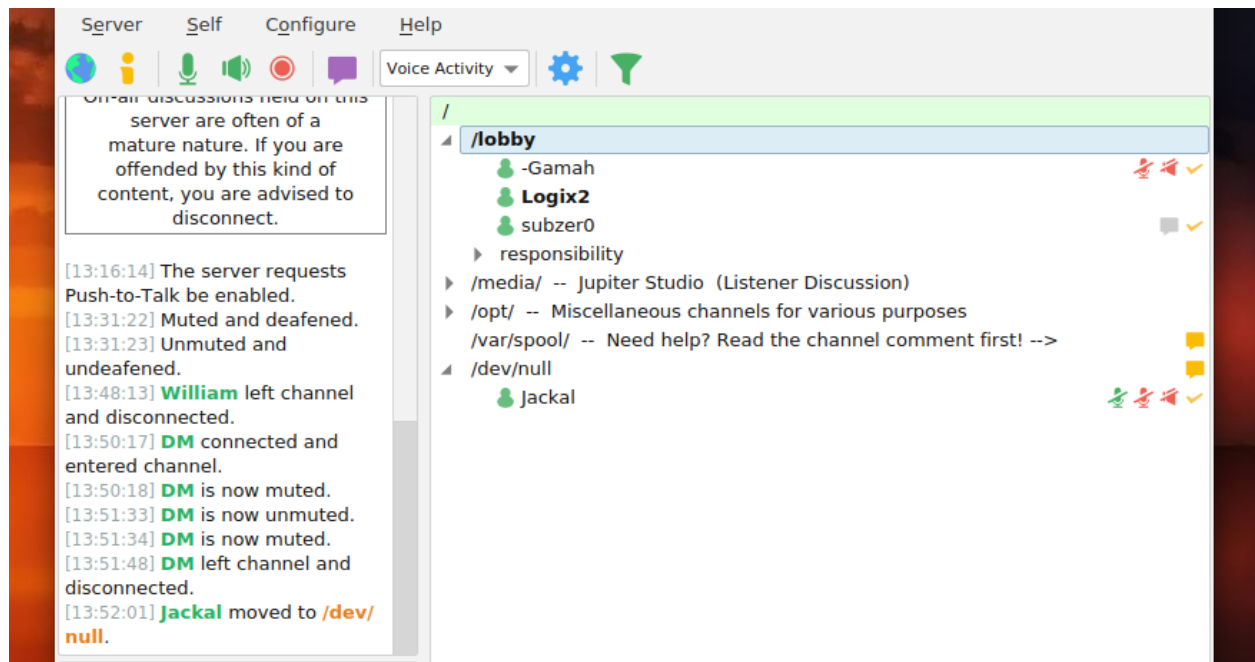 Server Self Configure Help
Voice Activity
On-air discussions held on this
server are often of a
mature nature. If you are
offended by this kind of
content, you are advised to
disconnect.
[13:16:14] The server requests
Push-to-Talk be enabled.
[13:31:22] Muted and deafened.
[13:31:23] Unmuted and
undeafened.
[13:48:13] William left channel
and disconnected.
[13:50:17] DM connected and
entered channel.
[13:50:18] DM is now muted.
[13:51:33] DM is now unmuted.
[13:51:34] DM is now muted.
[13:51:48] DM left channel and
disconnected.
[13:52:01] Jackal moved to /dev/
null.
/
/lobby
-Gamah
Logix2
subzer0
responsibility
/media/ -- Jupiter Studio (Listener Discussion)
/opt/ -- Miscellaneous channels for various purposes
/var/spool/ -- Need help? Read the channel comment first! -->
/dev/null
Jackal